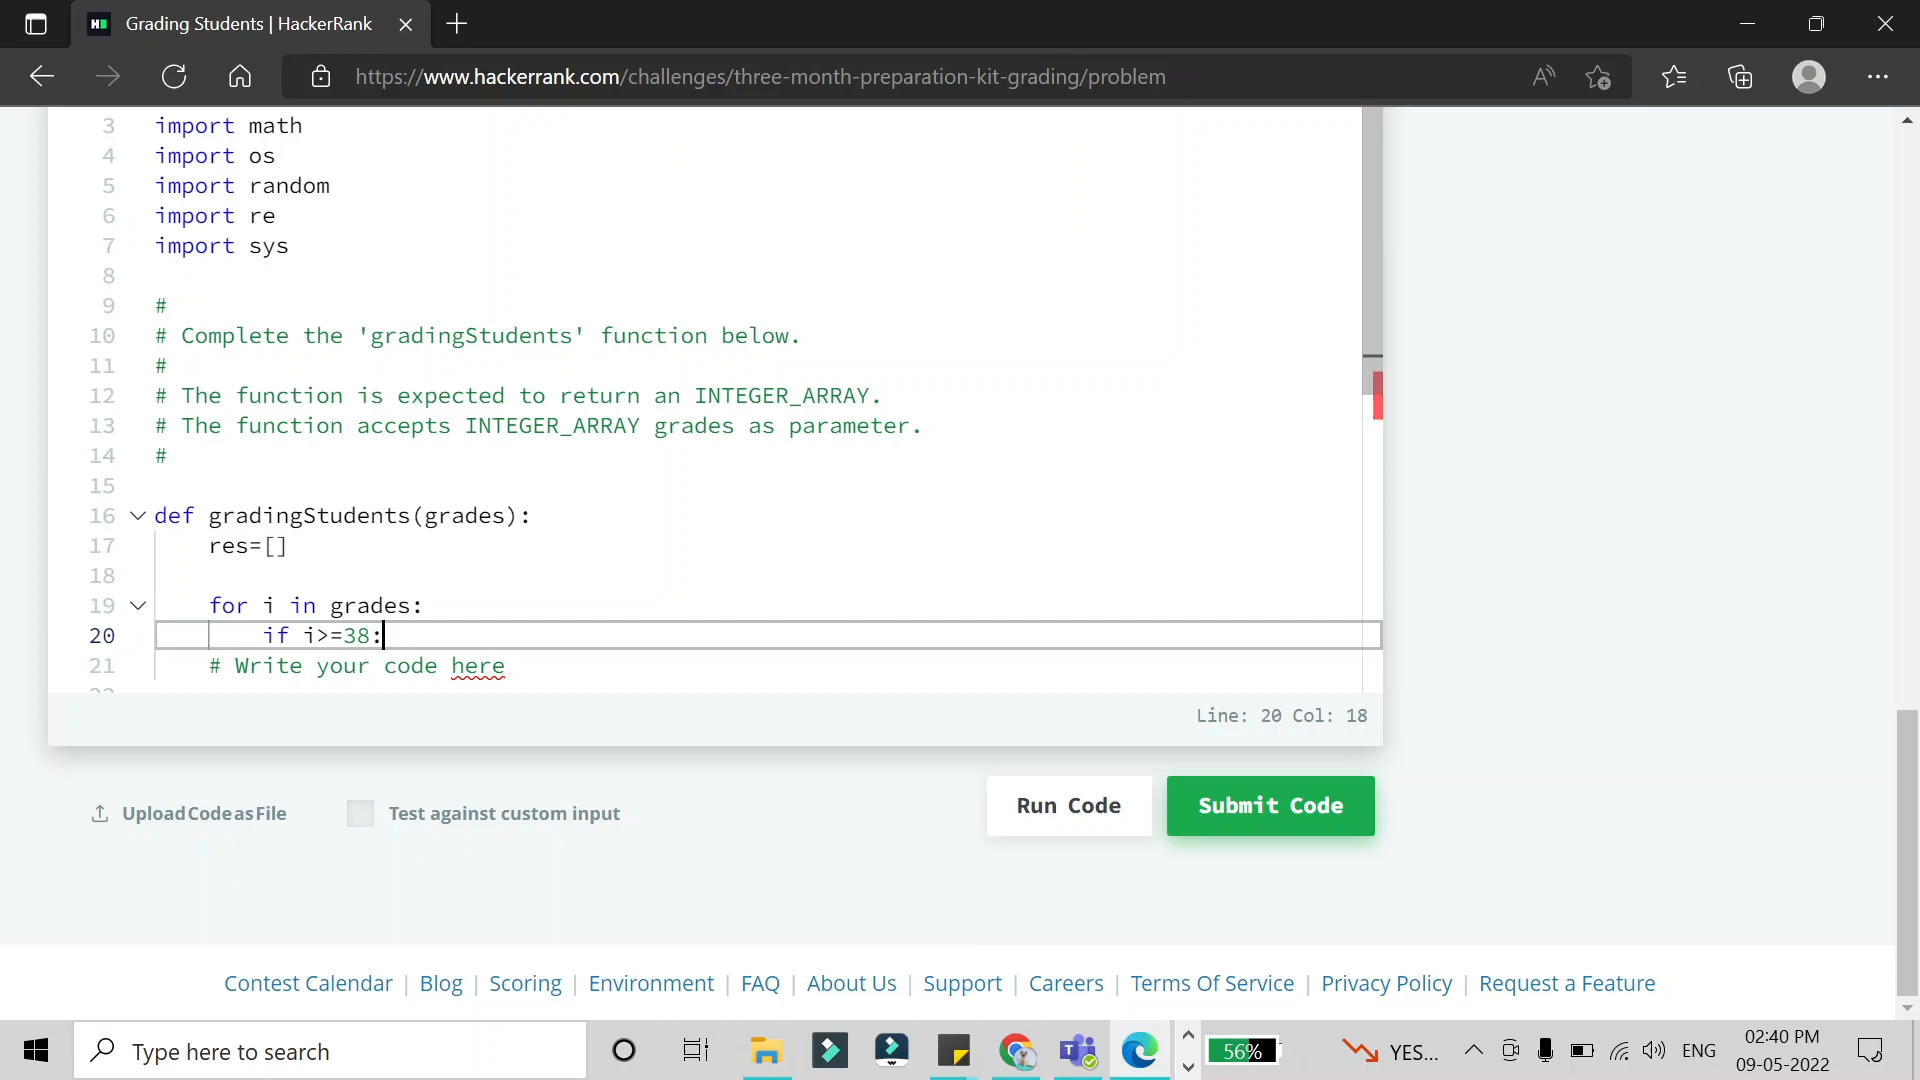 Grading Students | HackerRank
https://www.hackerrank.com/challenges/three-month-preparation-kit-grading/problem
3 import math
4 import os
5 import random
6 import re
7 import sys
8
9 #
10 # Complete the 'gradingStudents' function below.
11 #
12 # The function is expected to return an INTEGER_ARRAY.
13 # The function accepts INTEGER_ARRAY grades as parameter.
14 #
15
16 def gradingStudents(grades):
17 res=[]
18
19 for i in grades:
20 if i>=38:
21 # Write your code here
Line: 20 Col: 18
Upload Code as File
Test against custom input
Run Code
Submit Code
Contest Calendar | Blog | Scoring | Environment | FAQ | About Us | Support | Careers | Terms Of Service | Privacy Policy | Request a Feature
Type here to search
56%
YES...
ENG
02:40 PM
09-05-2022